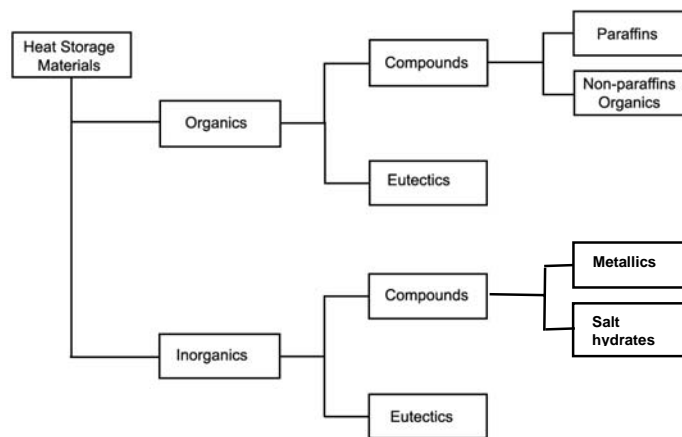 Heat Storage
Materials
Organics
Compounds
Paraffins
Non-paraffins
Organics
Eutectics
Inorganics
Compounds
Metallics
Salt
hydrates
Eutectics